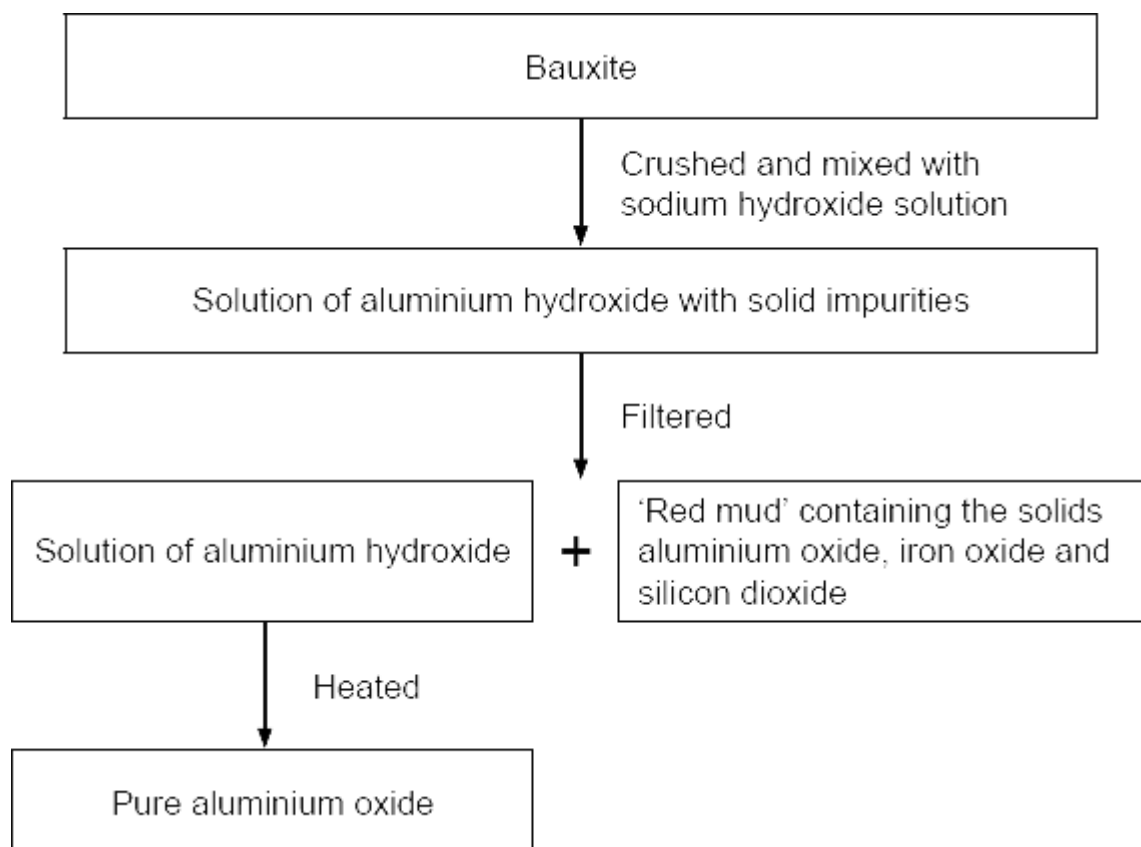 Bauxite
Crushed and mixed with
sodium hydroxide solution
Solution of aluminium hydroxide with solid impurities
Filtered
Solution of aluminium hydroxide
+
‘Red mud’ containing the solids
aluminium oxide, iron oxide and
silicon dioxide
Heated
Pure aluminium oxide